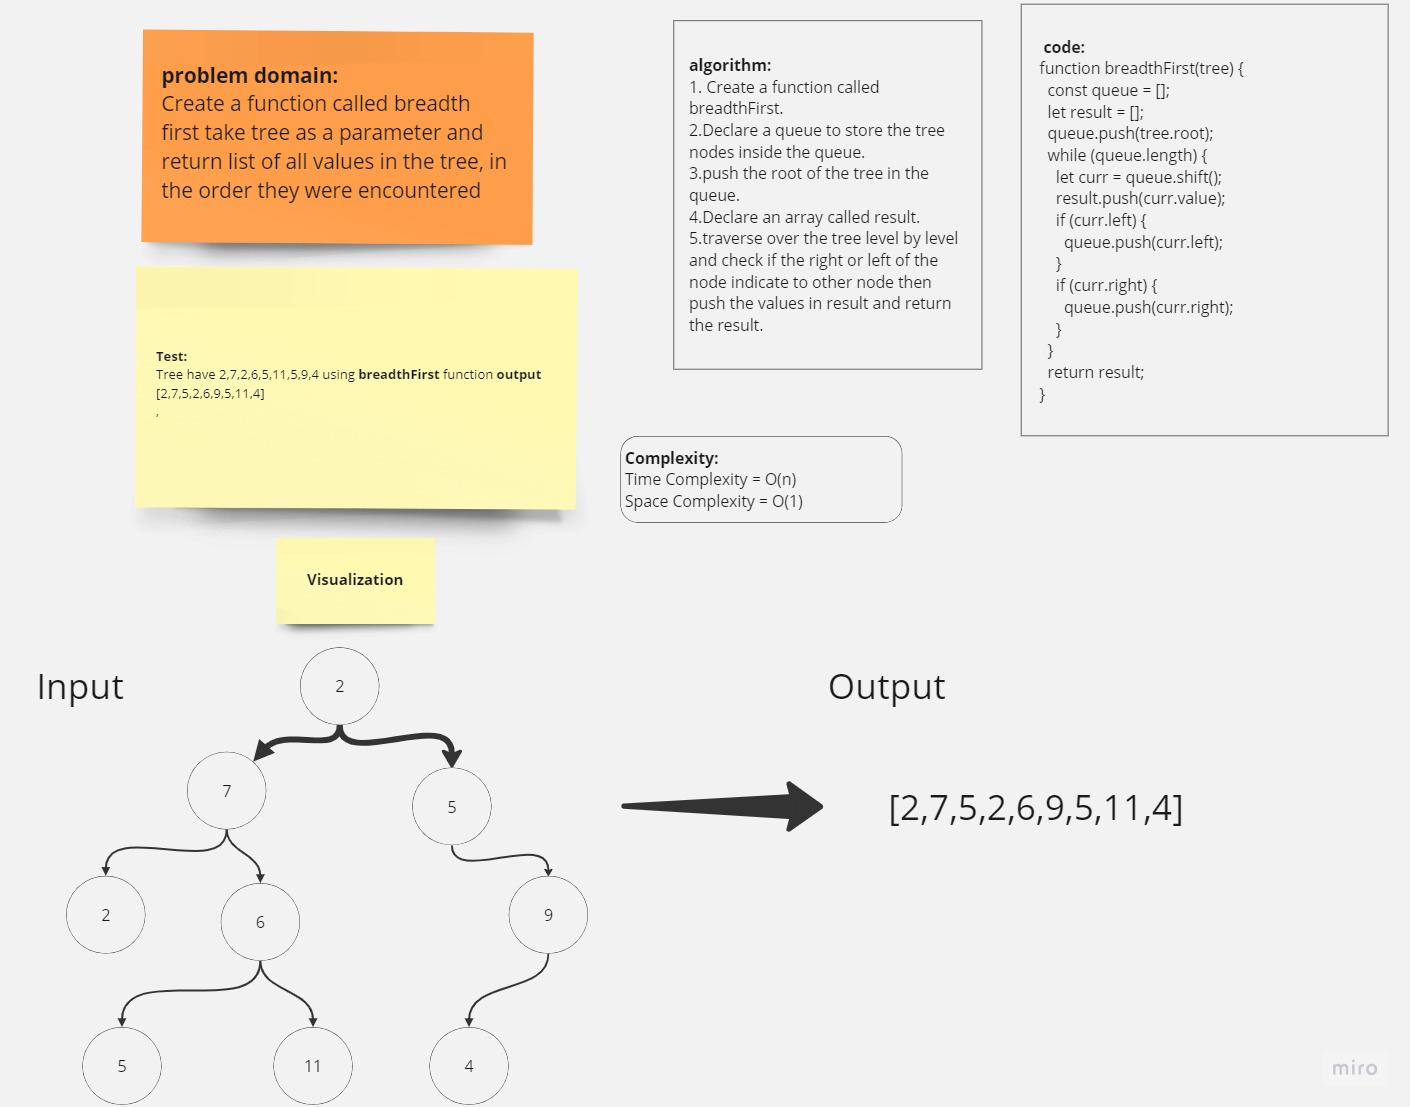 problem domain:
Create a function called breadth
first take tree as a parameter and
return list of all values in the tree, in
the order they were encountered
Test:
Tree have 2,7,2,6,5,11,5,9,4 using breadthFirst function output
[2,7,5,2,6,9,5,11,4]
,
algorithm:
1. Create a function called
breadthFirst.
2.Declare a queue to store the tree
nodes inside the queue.
3.push the root of the tree in the
queue.
4.Declare an array called result.
5.traverse over the tree level by level
and check if the right or left of the
node indicate to other node then
push the values in result and return
the result.
code:
function breadthFirst(tree) {
  const queue = [];
  let result = [];
  queue.push(tree.root);
  while (queue.length) {
    let curr = queue.shift();
    result.push(curr.value);
    if (curr.left) {
      queue.push(curr.left);
    }
    if (curr.right) {
      queue.push(curr.right);
    }
  }
  return result;
}
Complexity:
Time Complexity = O(n)
Space Complexity = O(1)
Visualization
Input
2
7
5
2
6
9
5
11
4
Output
[2,7,5,2,6,9,5,11,4]
miro